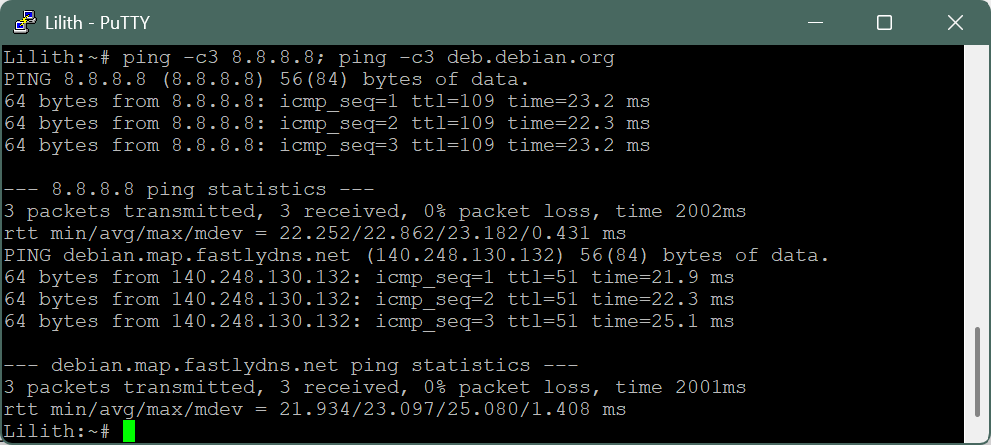 Lilith - PuTTY
Lilith:~# ping -c3 8.8.8.8; ping -c3 deb.debian.org
PING 8.8.8.8 (8.8.8.8) 56(84) bytes of data.
64 bytes from 8.8.8.8: icmp_seq=1 ttl=109 time=23.2 ms
64 bytes from 8.8.8.8: icmp_seq=2 ttl=109 time=22.3 ms
64 bytes from 8.8.8.8: icmp_seq=3 ttl=109 time=23.2 ms

--- 8.8.8.8 ping statistics ---
3 packets transmitted, 3 received, 0% packet loss, time 2002ms
rtt min/avg/max/mdev = 22.252/22.862/23.182/0.431 ms
PING debian.map.fastlydns.net (140.248.130.132) 56(84) bytes of data.
64 bytes from 140.248.130.132: icmp_seq=1 ttl=51 time=21.9 ms
64 bytes from 140.248.130.132: icmp_seq=2 ttl=51 time=22.3 ms
64 bytes from 140.248.130.132: icmp_seq=3 ttl=51 time=25.1 ms

--- debian.map.fastlydns.net ping statistics ---
3 packets transmitted, 3 received, 0% packet loss, time 2001ms
rtt min/avg/max/mdev = 21.934/23.097/25.080/1.408 ms
Lilith:~#